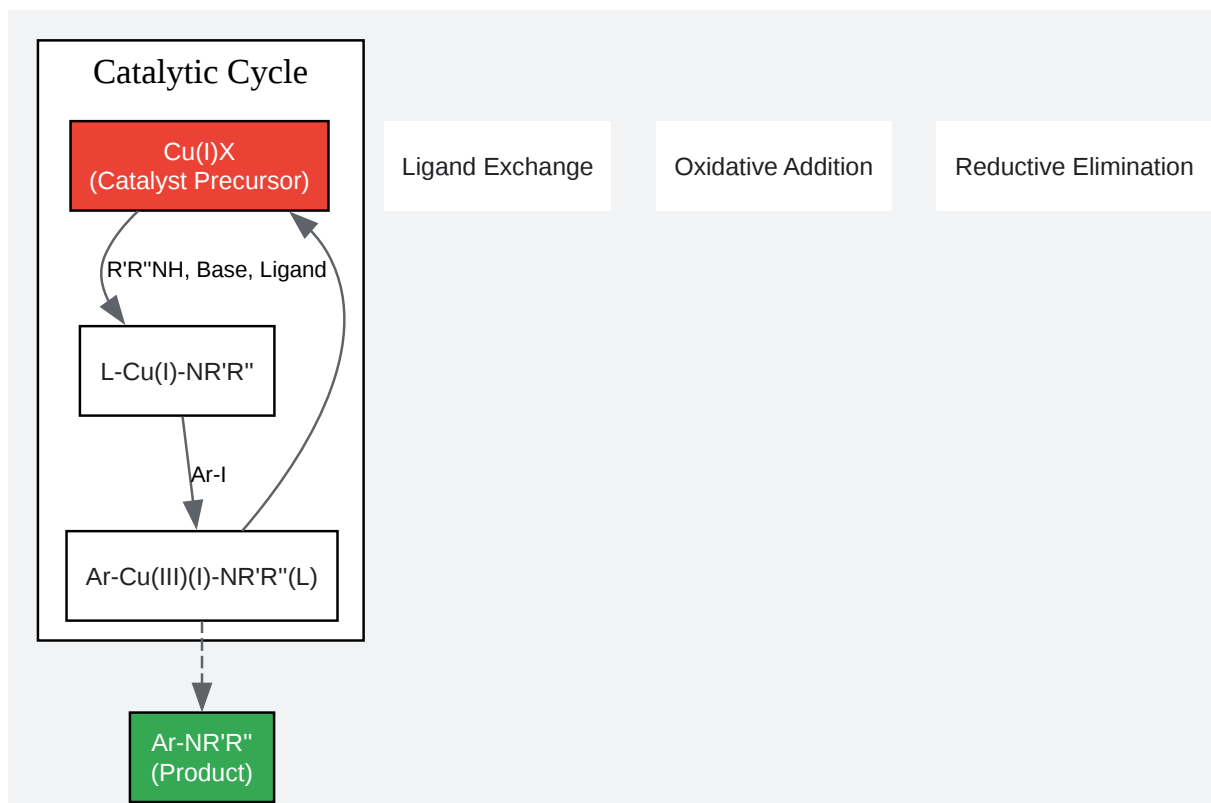 Catalytic Cycle
Cu(I)X
(Catalyst Precursor)
Ligand Exchange
Oxidative Addition
Reductive Elimination
R'R''NH, Base, Ligand
L-Cu(I)-NR'R''
Ar-I
Ar-Cu(III)(I)-NR'R''(L)
Ar-NR'R''
(Product)